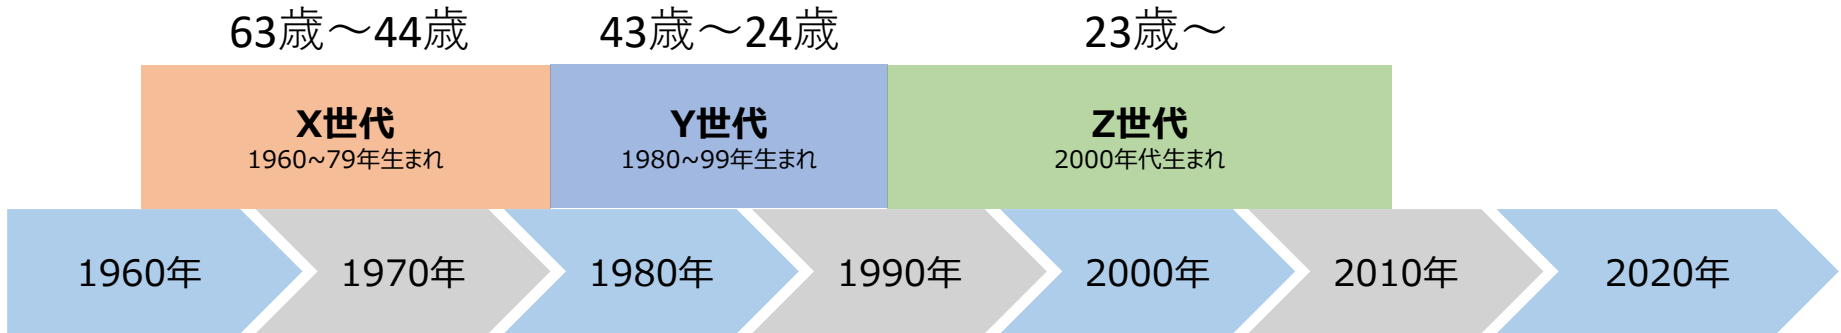 63歳～44歳
43歳～24歳
23歳～
X世代
1960~79年生まれ
Y世代
1980~99年生まれ
Z世代
2000年代生まれ
1960年
1970年
1980年
1990年
2000年
2010年
2020年